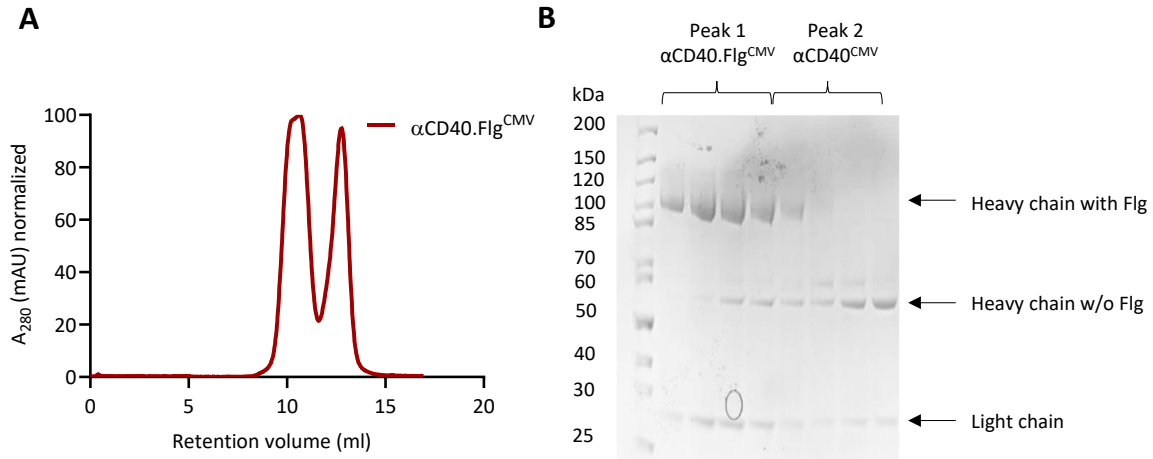 A
A280 (mAU) normalized
100
80
60
40
20
0
0 5 10 15 20
Retention volume (ml)
αCD40.FlgCMV
B
Peak 1
αCD40.FlgCMV
Peak 2
αCD40CMV
kDa
200
150
120
100
85
70
60
50
40
30
25
Heavy chain with Flg
Heavy chain w/o Flg
Light chain